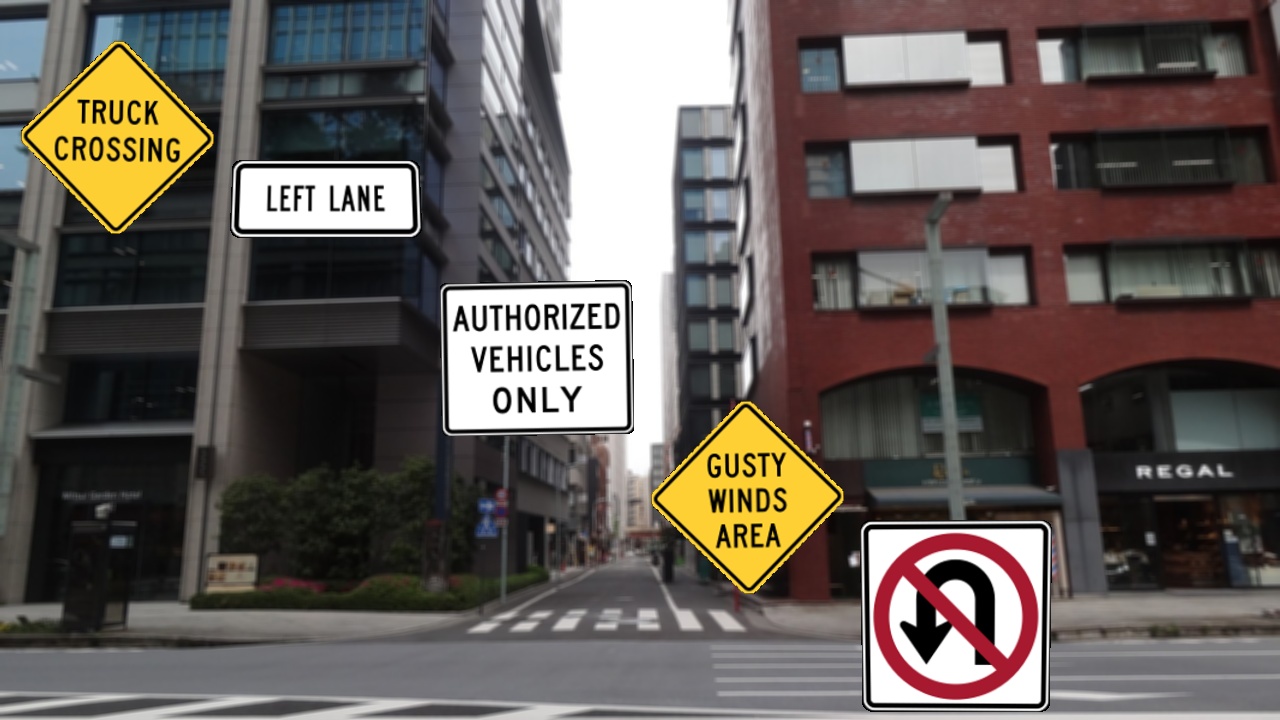 TRUCK
CROSSING
LEFT LANE
AUTHORIZED
VEHICLES
ONLY
GUSTY
WINDS
AREA
REGAL